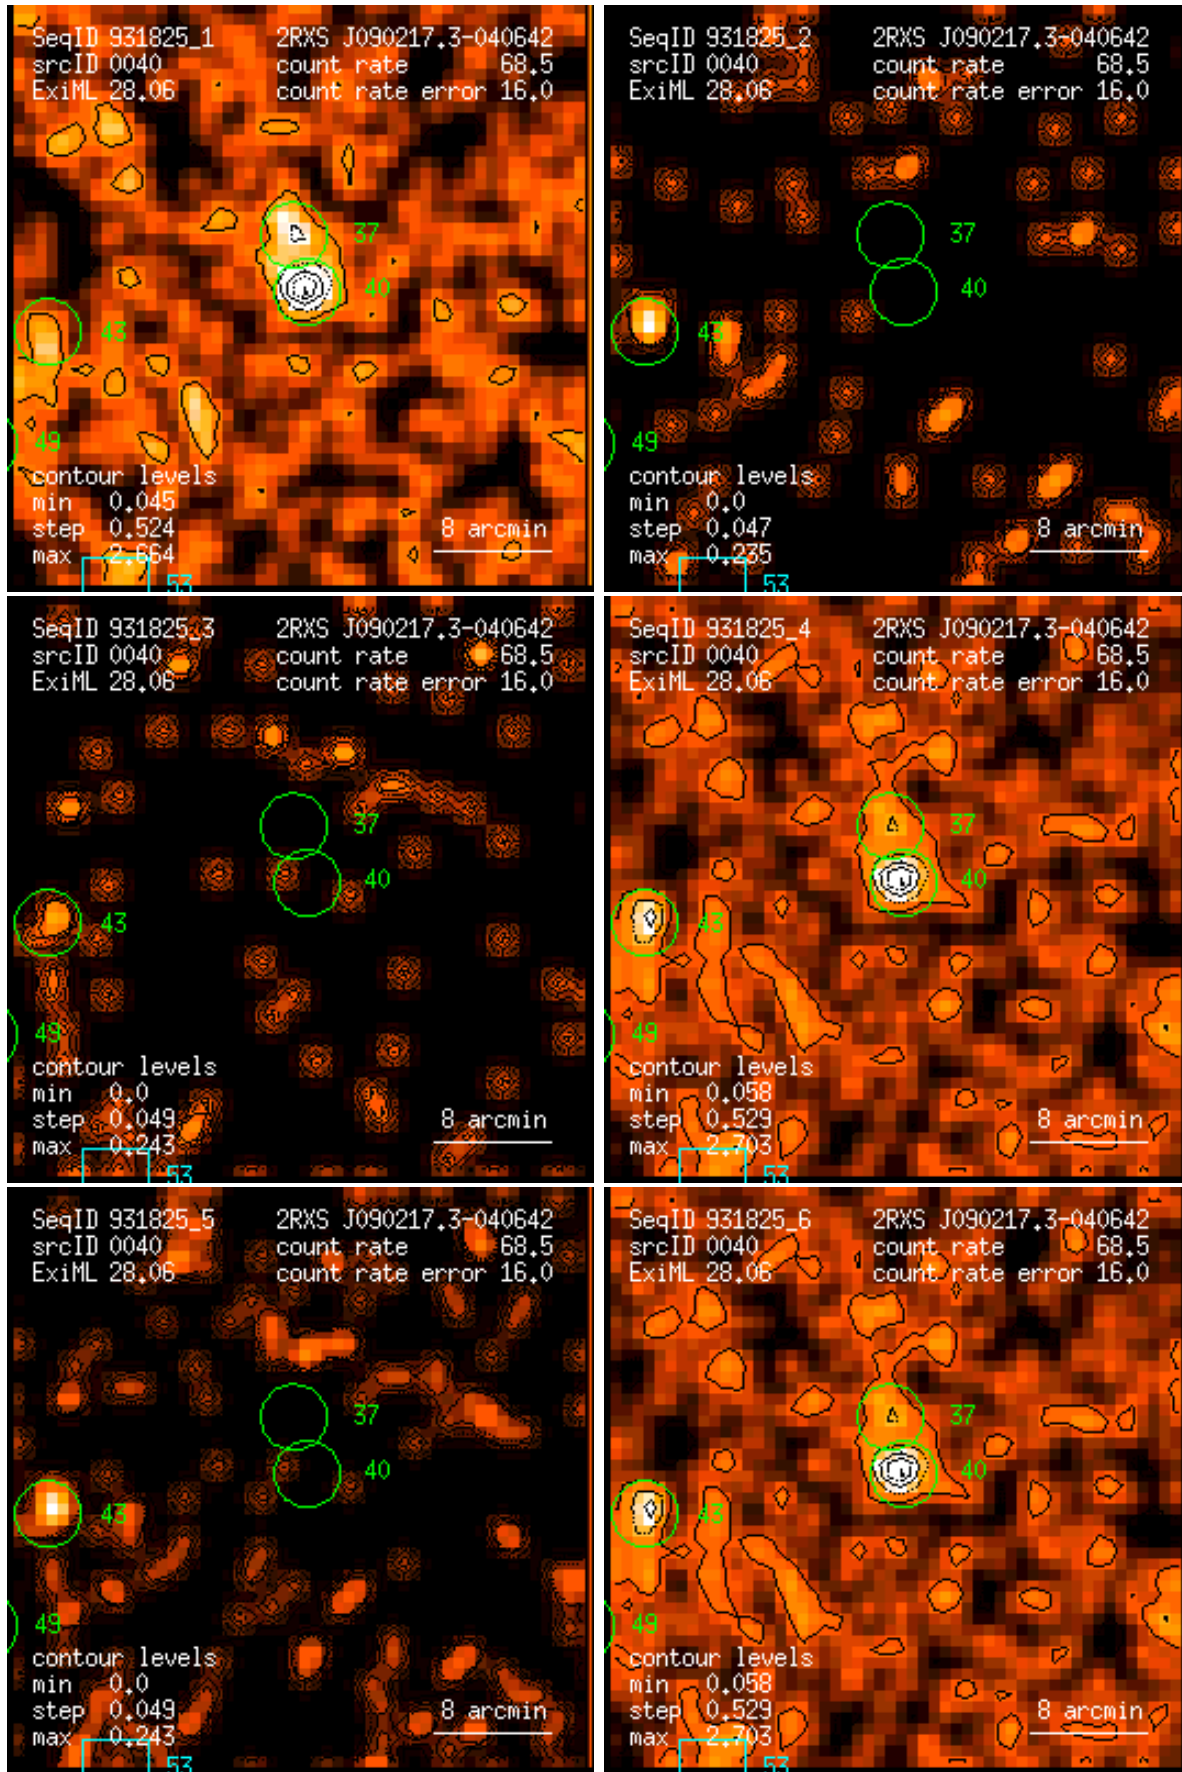 SeqID 931825_1 2RXS J090217.3-040642
srcID 0040 count rate 68.5
ExiML 28.06 count rate error 16.0
37
40
43
49
contour levels
min 0.045
step 0.524 8 arcmin
max 2.664
53
SeqID 931825_2 2RXS J090217.3-040642
srcID 0040 count rate 68.5
ExiML 28.06 count rate error 16.0
37
40
43
49
contour levels
min 0.0
step 0.047 8 arcmin
max 0.235
53
SeqID 931825_3 2RXS J090217.3-040642
srcID 0040 count rate 68.5
ExiML 28.06 count rate error 16.0
37
40
43
49
contour levels
min 0.0
step 0.049 8 arcmin
max 0.243
53
SeqID 931825_4 2RXS J090217.3-040642
srcID 0040 count rate 68.5
ExiML 28.06 count rate error 16.0
37
40
43
49
contour levels
min 0.058
step 0.529 8 arcmin
max 2.703
53
SeqID 931825_5 2RXS J090217.3-040642
srcID 0040 count rate 68.5
ExiML 28.06 count rate error 16.0
37
40
43
49
contour levels
min 0.0
step 0.049 8 arcmin
max 0.243
53
SeqID 931825_6 2RXS J090217.3-040642
srcID 0040 count rate 68.5
ExiML 28.06 count rate error 16.0
37
40
43
49
contour levels
min 0.058
step 0.529 8 arcmin
max 2.703
53